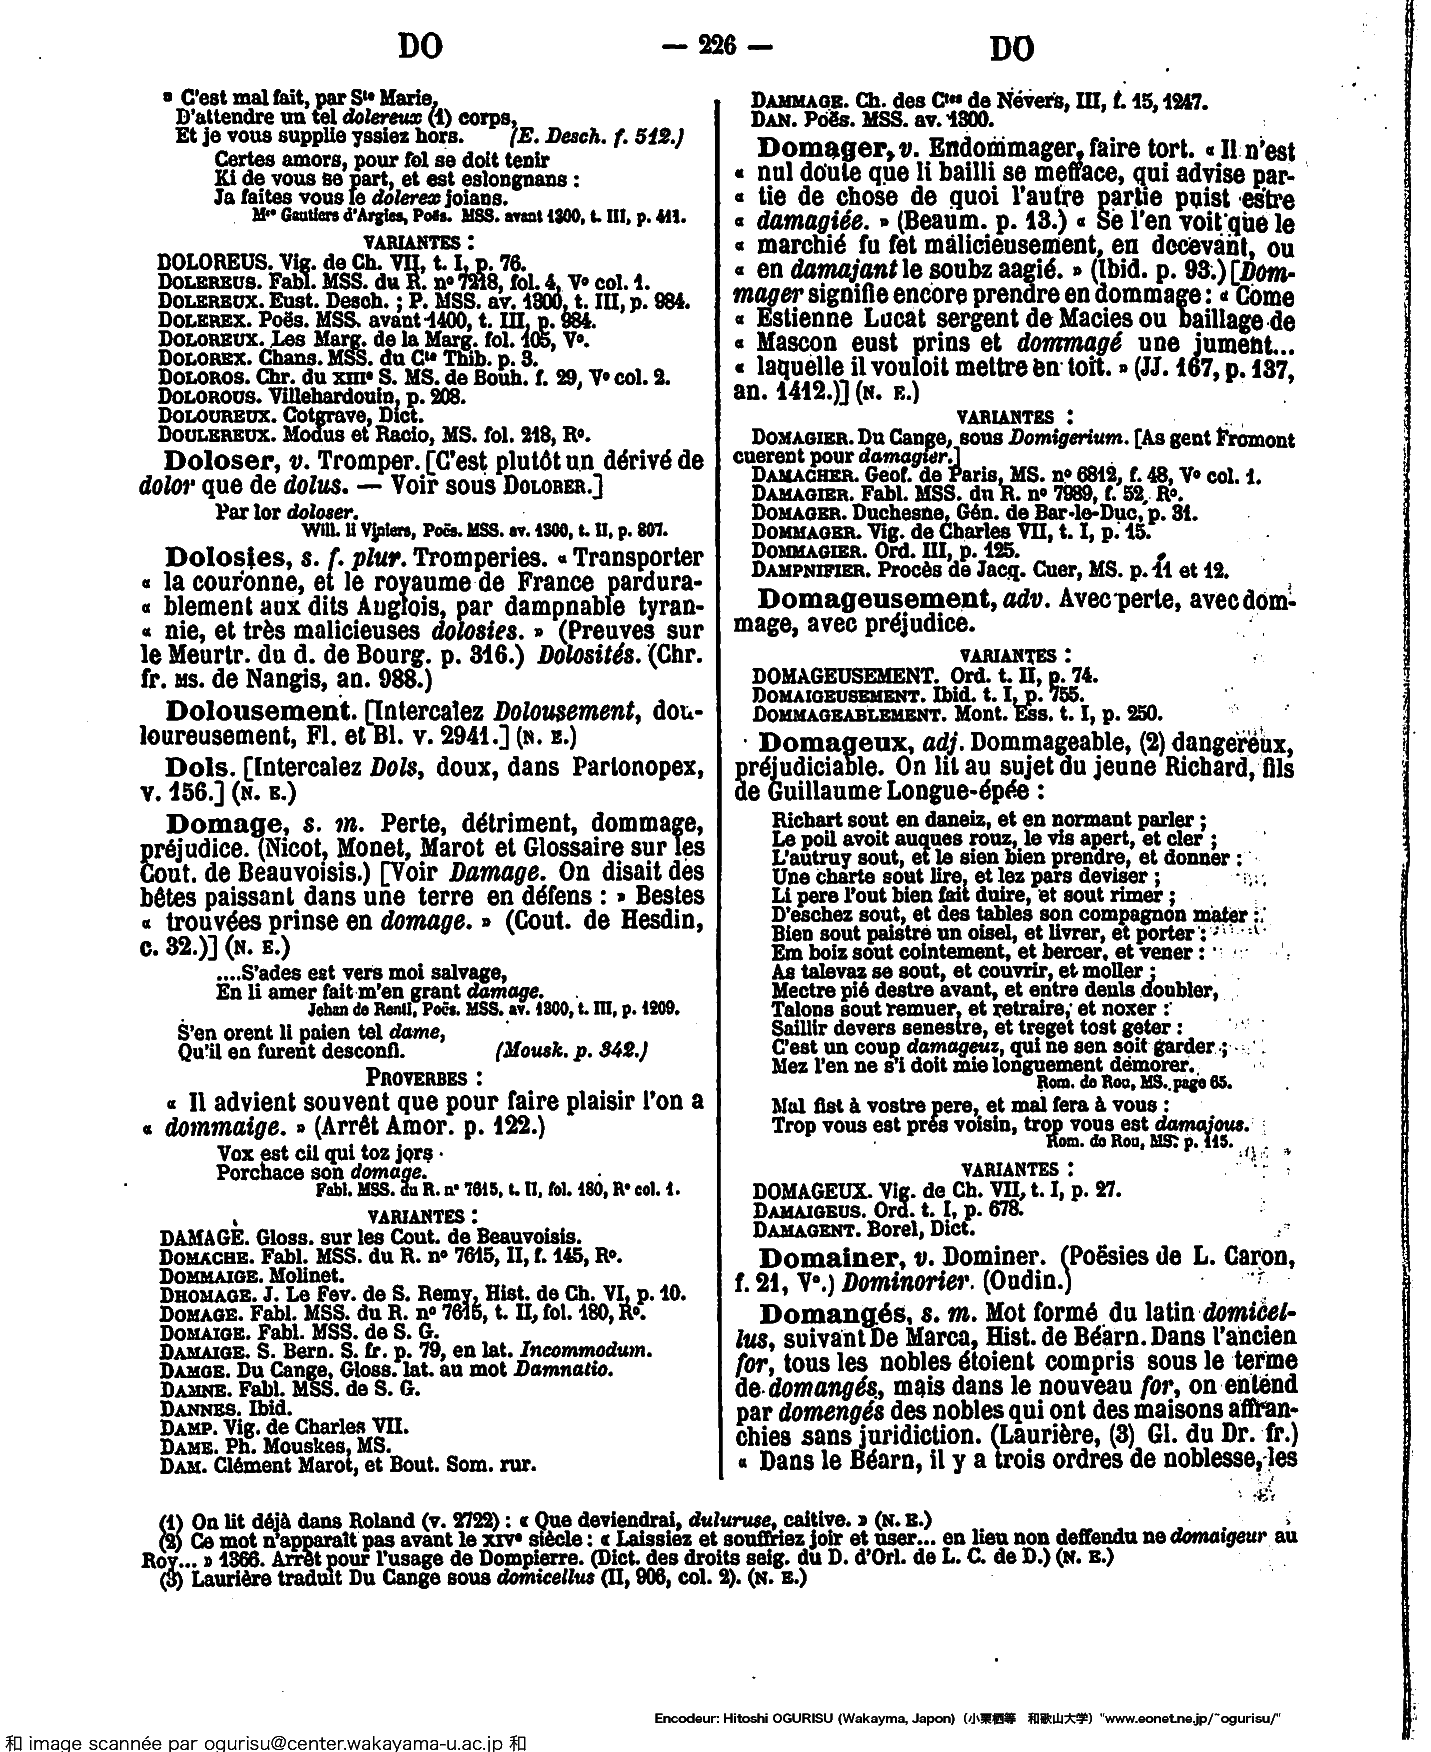 DO — 226 — DO
» C'est mal fait, par Ste Marie,
D'attendre un tel dolereux (1) corps,
Et je vous supplie yssiez hors. (E. Desch. f. 512.)
Certes amors, pour fol se doit tenir
Ki de vous se part, et est eslongnans :
Ja faites vous le dolerex joians.
Mre Gautiers d'Argies, Poës. MSS. avant 1300, t. III, p. 411.
VARIANTES :
DOLOREUS. Vig. de Ch. VII, t. I, p. 76.
DOLEREUS. Fabl. MSS. du R. nº 7218, fol. 4, Vº col. 1.
DOLEREUX. Eust. Desch. ; P. MSS. av. 1300, t. III, p. 984.
DOLEREX. Poës. MSS. avant 1400, t. III, p. 984.
DOLOREUX. Les Marg. de la Marg. fol. 105, Vº.
DOLOREX. Chans. MSS. du Cte Thib. p. 3.
DOLOROS. Chr. du XIIIe S. MS. de Bouh. f. 29, Vº col. 2.
DOLOROUS. Villehardouin, p. 208.
DOLOUREUX. Cotgrave, Dict.
DOULEREUX. Modus et Racio, MS. fol. 218, Rº.
Doloser, v. Tromper. [C'est plutôt un dérivé de
dolor que de dolus. — Voir sous DOLORER.]
Par lor doloser.
Will. li Viniers, Poës. MSS. av. 1300, t. II, p. 807.
Dolosies, s. f. plur. Tromperies. « Transporter
« la couronne, et le royaume de France pardura-
« blement aux dits Anglois, par dampnable tyran-
« nie, et très malicieuses dolosies. » (Preuves sur
le Meurtr. du d. de Bourg. p. 316.) Dolosités. (Chr.
fr. MS. de Nangis, an. 988.)
Dolousement. [Intercalez Dolousement, dou-
loureusement, Fl. et Bl. v. 2941.] (N. E.)
Dols. [Intercalez Dols, doux, dans Partonopex,
v. 156.] (N. E.)
Domage, s. m. Perte, détriment, dommage,
préjudice. (Nicot, Monet, Marot et Glossaire sur les
Cout. de Beauvoisis.) [Voir Damage. On disait des
bêtes paissant dans une terre en défens : » Bestes
« trouvées prinse en domage. » (Cout. de Hesdin,
c. 32.)] (N. E.)
....S'ades est vers moi salvage,
En li amer fait m'en grant damage.
Jehan de Renti, Poës. MSS. av. 1300, t. III, p. 1209.
S'en orent li paien tel dame,
Qu'il en furent desconfi. (Mousk. p. 342.)
PROVERBES :
« Il advient souvent que pour faire plaisir l'on a
« dommaige. » (Arrêt Amor. p. 122.)
Vox est cil qui toz jors
Porchace son domage.
Fabl. MSS. du R. nº 7615, t. II, fol. 180, Rº col. 1.
VARIANTES :
DAMAGE. Gloss. sur les Cout. de Beauvoisis.
DOMACHE. Fabl. MSS. du R. nº 7615, II, f. 145, Rº.
DOMMAIGE. Molinet.
DHOMAGE. J. Le Fev. de S. Remy, Hist. de Ch. VI, p. 10.
DOMAGE. Fabl. MSS. du R. nº 7615, t. II, fol. 180, Rº.
DOMAIGE. Fabl. MSS. de S. G.
DAMAIGE. S. Bern. S. fr. p. 79, en lat. Incommodum.
DAMGE. Du Cange, Gloss. lat. au mot Damnatio.
DAMNE. Fabl. MSS. de S. G.
DANNES. Ibid.
DAMP. Vig. de Charles VII.
DAME. Ph. Mouskes, MS.
DAM. Clément Marot, et Bout. Som. rur.
DAMMAGE. Ch. des Ctes de Névers, III, f. 15, 1247.
DAN. Poës. MSS. av. 1300.
Domager, v. Endommager, faire tort. « Il n'est
« nul doute que li bailli se mefface, qui advise par-
« tie de chose de quoi l'autre partie puist estre
« damagiée. » (Beaum. p. 13.) « Se l'en voit que le
« marchié fu fet malicieusement, en decevant, ou
« en damajant le soubz aagié. » (Ibid. p. 93.) [Dom-
mager signifie encore prendre en dommage : « Come
« Estienne Lucat sergent de Macies ou baillage de
« Mascon eust prins et dommagé une jument...
« laquelle il vouloit mettre en toit. » (JJ. 167, p. 137,
an. 1412.)] (N. E.)
VARIANTES :
DOMAGIER. Du Cange, sous Domigerium. [As gent Fromont
cuerent pour damagier.]
DAMACHER. Geof. de Paris, MS. nº 6812, f. 48, Vº col. 1.
DAMAGIER. Fabl. MSS. du R. nº 7989, f. 52, Rº.
DOMAGER. Duchesne, Gén. de Bar-le-Duc, p. 31.
DOMMAGER. Vig. de Charles VII, t. I, p. 15.
DOMMAGIER. Ord. III, p. 125.
DAMPNIFIER. Procès de Jacq. Cuer, MS. p. 11 et 12.
Domageusement, adv. Avec perte, avec dom-
mage, avec préjudice.
VARIANTES :
DOMAGEUSEMENT. Ord. t. II, p. 74.
DOMAIGEUSEMENT. Ibid. t. I, p. 755.
DOMMAGEABLEMENT. Mont. Ess. t. I, p. 250.
Domageux, adj. Dommageable, (2) dangereux,
préjudiciable. On lit au sujet du jeune Richard, fils
de Guillaume Longue-épée :
Richart sout en daneiz, et en normant parler ;
Le poil avoit auques rouz, le vis apert, et cler ;
L'autruy sout, et le sien bien prendre, et donner :
Une charte sout lire, et lez pars deviser ;
Li pere l'out bien fait duire, et sout rimer ;
D'eschez sout, et des tables son compagnon mater :
Bien sout paistre un oisel, et livrer, et porter :
Em boiz sout cointement, et bercer, et vener :
As talevaz se sout, et couvrir, et moller ;
Mectre pié destre avant, et entre deuls doubler,
Talons sout remuer, et retraire, et noxer :
Saillir devers senestre, et treget tost geter :
C'est un coup damageuz, qui ne sen soit garder ;
Mez l'en ne s'i doit mie longuement demorer.
Rom. de Rou, MS. page 65.
Mal fist à vostre pere, et mal fera à vous :
Trop vous est prés voisin, trop vous est damajous.
Rom. de Rou, MS. p. 115.
VARIANTES :
DOMAGEUX. Vig. de Ch. VII, t. I, p. 27.
DAMAIGEUS. Ord. t. I, p. 678.
DAMAGENT. Borel, Dict.
Domainer, v. Dominer. (Poësies de L. Caron,
f. 21, Vº.) Dominorier. (Oudin.)
Domangés, s. m. Mot formé du latin domicel-
lus, suivant De Marca, Hist. de Béarn. Dans l'ancien
for, tous les nobles étoient compris sous le terme
de domangés, mais dans le nouveau for, on entend
par domengés des nobles qui ont des maisons affran-
chies sans juridiction. (Laurière, (3) Gl. du Dr. fr.)
« Dans le Béarn, il y a trois ordres de noblesse, les
(1) On lit déjà dans Roland (v. 2722) : « Que deviendrai, duluruse, caitive. » (N. E.)
(2) Ce mot n'apparaît pas avant le XIVe siècle : « Laissiez et souffriez joir et user... en lieu non deffendu ne domaigeur au
Roy... » 1366. Arrêt pour l'usage de Dompierre. (Dict. des droits seig. du D. d'Orl. de L. C. de D.) (N. E.)
(3) Laurière traduit Du Cange sous domicellus (II, 906, col. 2). (N. E.)
Encodeur: Hitoshi OGURISU (Wakayma, Japon) (小栗栖等 和歌山大学) "www.eonet.ne.jp/~ogurisu/"
和 image scannée par ogurisu@center.wakayama-u.ac.jp 和